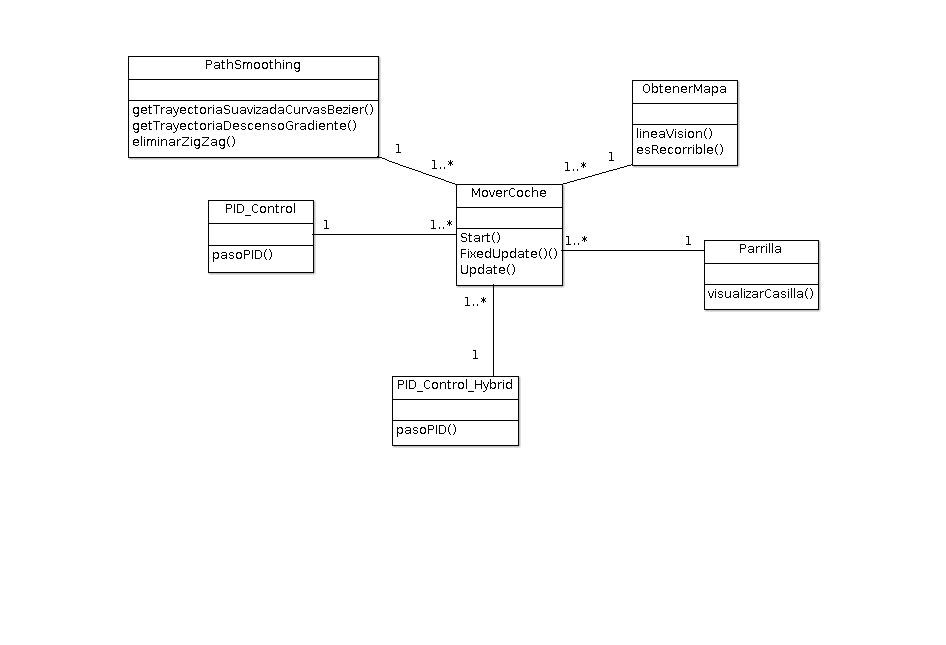 PathSmoothing
getTrayectoriaSuavizadaCurvasBezier()
getTrayectoriaDescensoGradiente()
eliminarZigZag()
ObtenerMapa
lineaVision()
esRecorrible()
1
1..*
1..*
1
MoverCoche
Start()
FixedUpdate()()
Update()
PID_Control
pasoPID()
1
1..*
1..*
1
Parrilla
visualizarCasilla()
1..*
1
PID_Control_Hybrid
pasoPID()